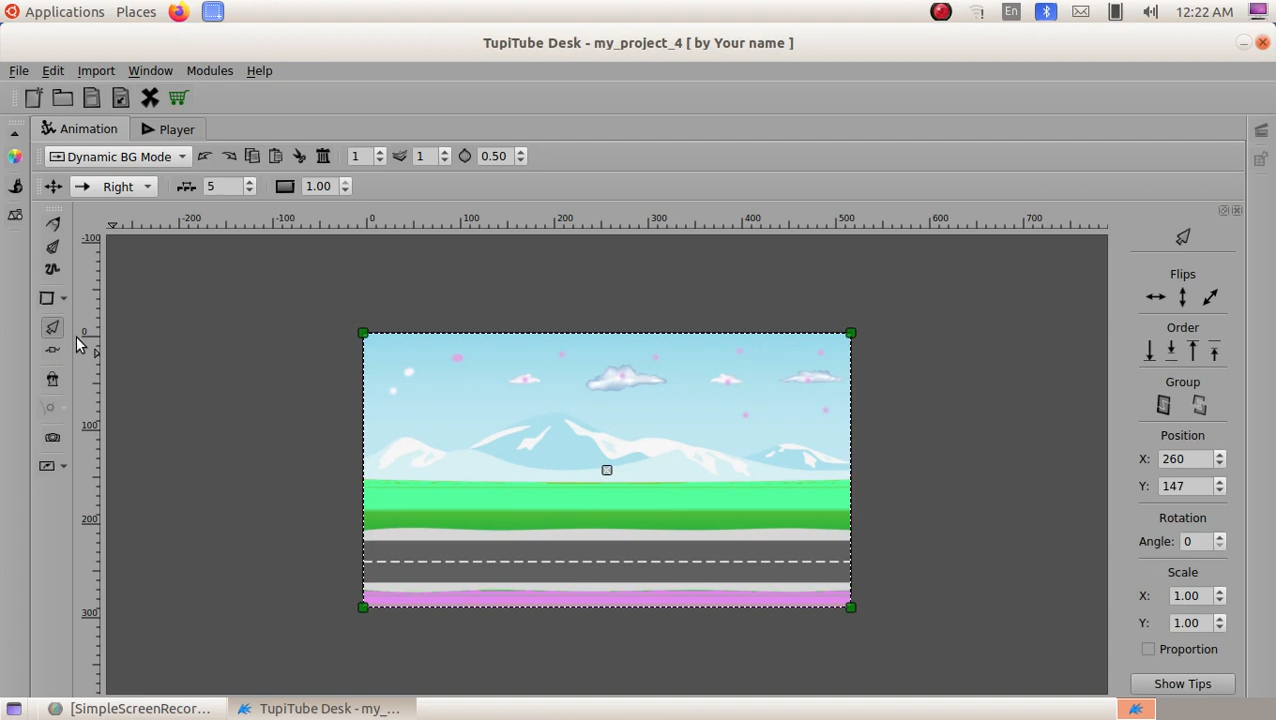 Applications Places En 12:22 AM
TupiTube Desk - my_project_4 [ by Your name ]
File Edit Import Window Modules Help
Animation Player
Dynamic BG Mode 1 1 0.50
Right 5 1.00
-200 -100 0 100 200 300 400 500 600 700
-100
0
100
200
300
Flips
Order
Group
Position
X: 260
Y: 147
Rotation
Angle: 0
Scale
X: 1.00
Y: 1.00
Proportion
Show Tips
[SimpleScreenRecor... TupiTube Desk - my_...